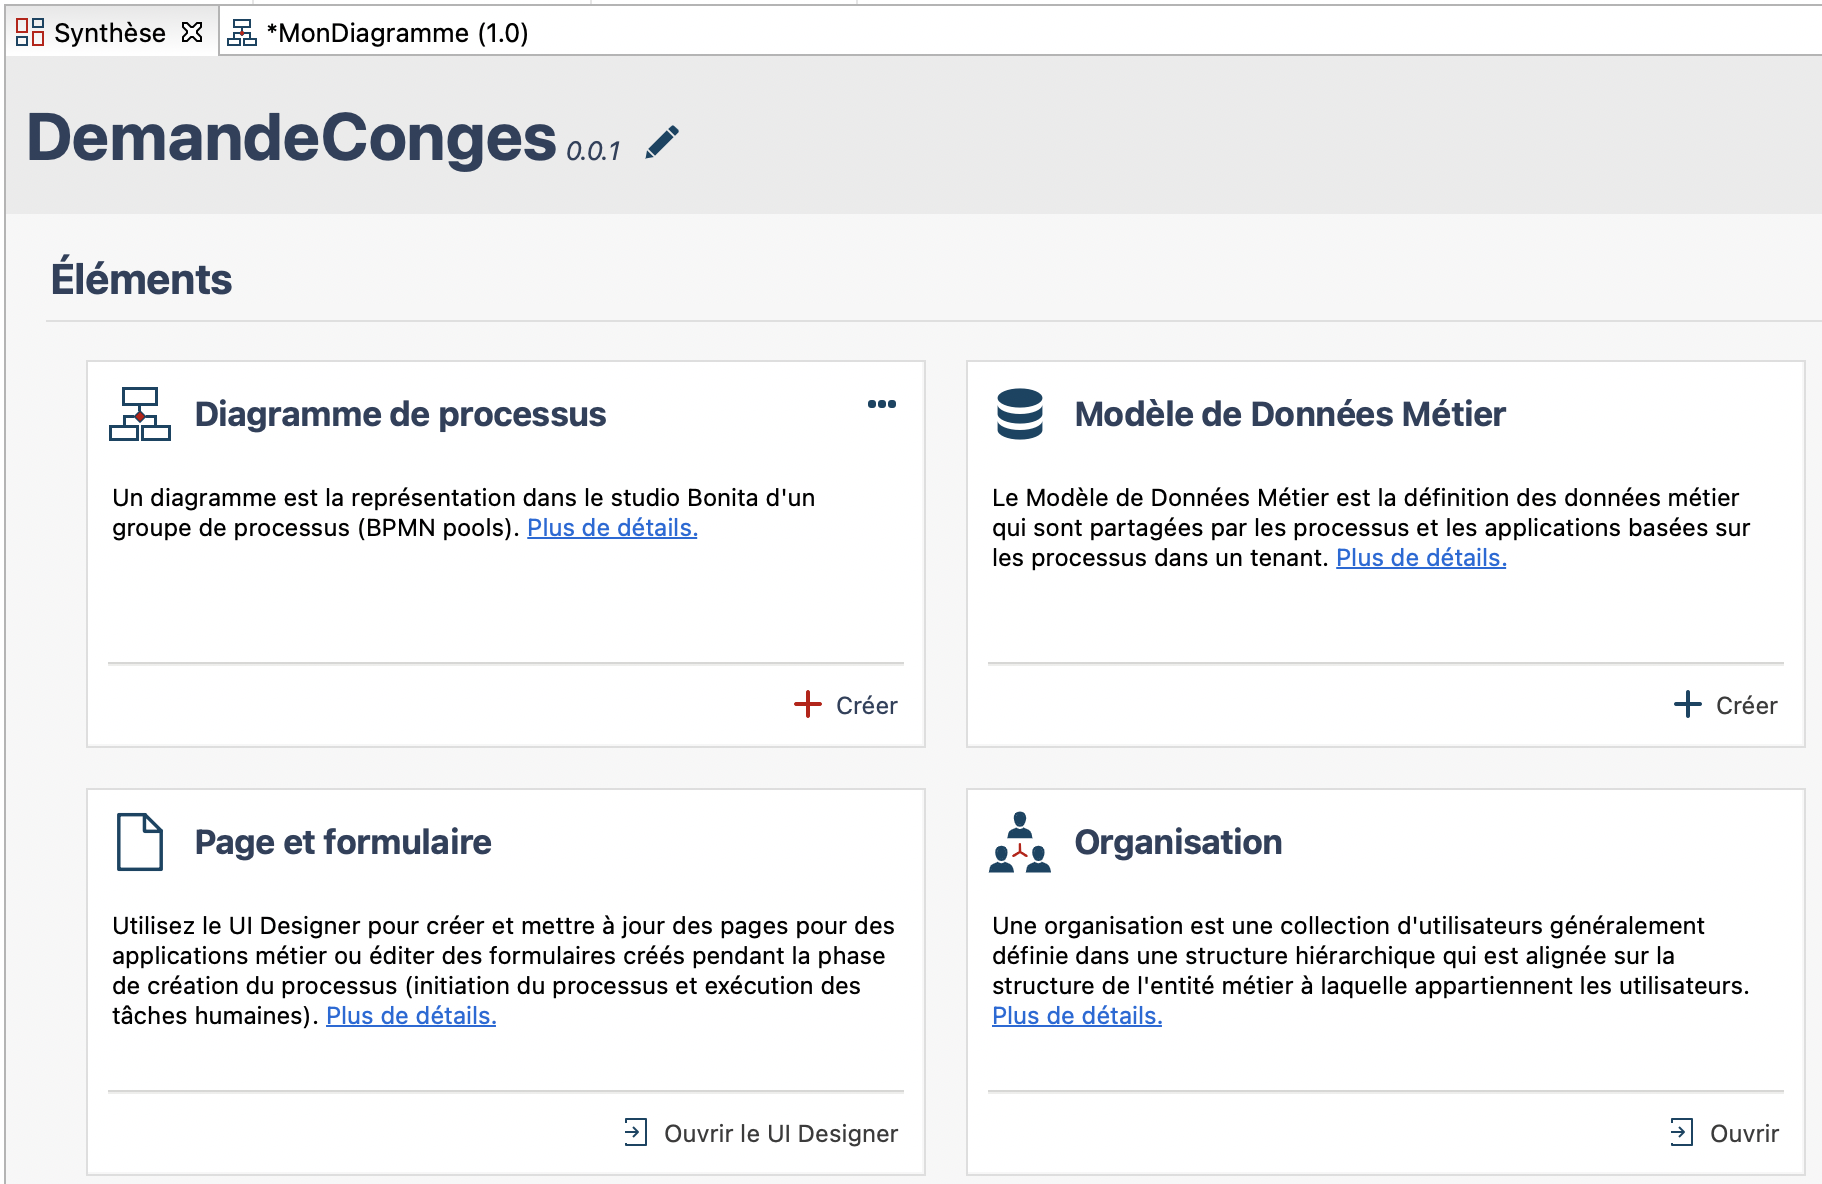 Synthèse
*MonDiagramme (1.0)
DemandeConges 0.0.1
Éléments
Diagramme de processus
Un diagramme est la représentation dans le studio Bonita d'un
groupe de processus (BPMN pools). Plus de détails.
Créer
Modèle de Données Métier
Le Modèle de Données Métier est la définition des données métier
qui sont partagées par les processus et les applications basées sur
les processus dans un tenant. Plus de détails.
Créer
Page et formulaire
Utilisez le UI Designer pour créer et mettre à jour des pages pour des
applications métier ou éditer des formulaires créés pendant la phase
de création du processus (initiation du processus et exécution des
tâches humaines). Plus de détails.
Ouvrir le UI Designer
Organisation
Une organisation est une collection d'utilisateurs généralement
définie dans une structure hiérarchique qui est alignée sur la
structure de l'entité métier à laquelle appartiennent les utilisateurs.
Plus de détails.
Ouvrir